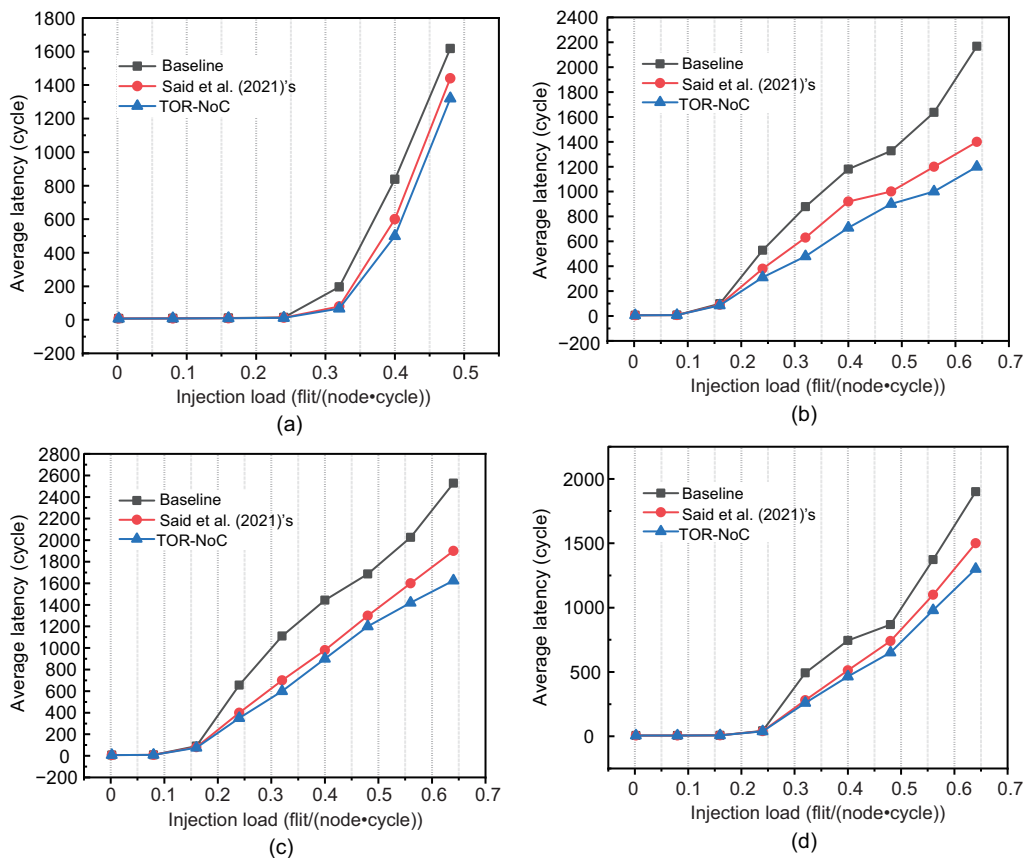 1800
1600
1400
1200
1000
800
600
400
200
0
−200
Average latency (cycle)
Baseline
Said et al. (2021)'s
TOR-NoC
0 0.1 0.2 0.3 0.4 0.5
Injection load (flit/(node•cycle))
(a)
2400
2200
2000
1800
1600
1400
1200
1000
800
600
400
200
0
−200
Average latency (cycle)
Baseline
Said et al. (2021)'s
TOR-NoC
0 0.1 0.2 0.3 0.4 0.5 0.6 0.7
Injection load (flit/(node•cycle))
(b)
2800
2600
2400
2200
2000
1800
1600
1400
1200
1000
800
600
400
200
0
−200
Average latency (cycle)
Baseline
Said et al. (2021)'s
TOR-NoC
0 0.1 0.2 0.3 0.4 0.5 0.6 0.7
Injection load (flit/(node•cycle))
(c)
2000
1500
1000
500
0
Average latency (cycle)
Baseline
Said et al. (2021)'s
TOR-NoC
0 0.1 0.2 0.3 0.4 0.5 0.6 0.7
Injection load (flit/(node•cycle))
(d)